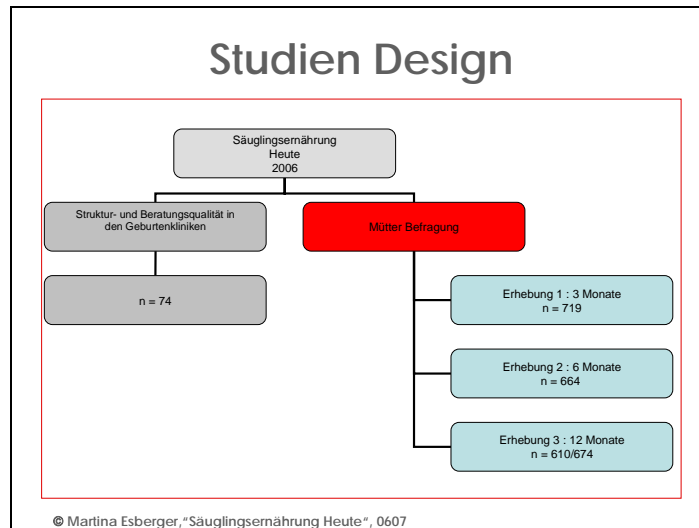 Studien Design
Säuglingsernährung
Heute
2006
Struktur- und Beratungsqualität in
den Geburtenkliniken
Mütter Befragung
n = 74
Erhebung 1 : 3 Monate
n = 719
Erhebung 2 : 6 Monate
n = 664
Erhebung 3 : 12 Monate
n = 610/674
© Martina Esberger,"Säuglingsernährung Heute", 0607